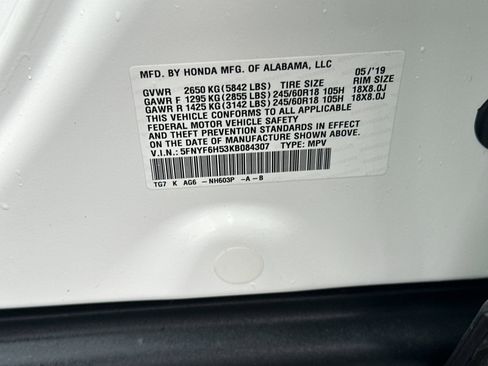 MFD. BY HONDA MFG. OF ALABAMA, LLC 05/'19
GVWR 2650 KG(5842 LBS) TIRE SIZE RIM SIZE
GAWR F 1295 KG(2855 LBS)245/60R18 105H 18X8.0J
GAWR R 1425 KG(3142 LBS)245/60R18 105H 18X8.0J
THIS VEHICLE CONFORMS TO ALL APPLICABLE
FEDERAL MOTOR VEHICLE SAFETY
AND THEFT PREVENTION STANDARDS IN EFFECT
ON THE DATE OF MANUFACTURE SHOWN ABOVE.
V.I.N.: 5FNYF6H53KB084307 TYPE: MPV
TG7 K AG6 -NH603P -A-B